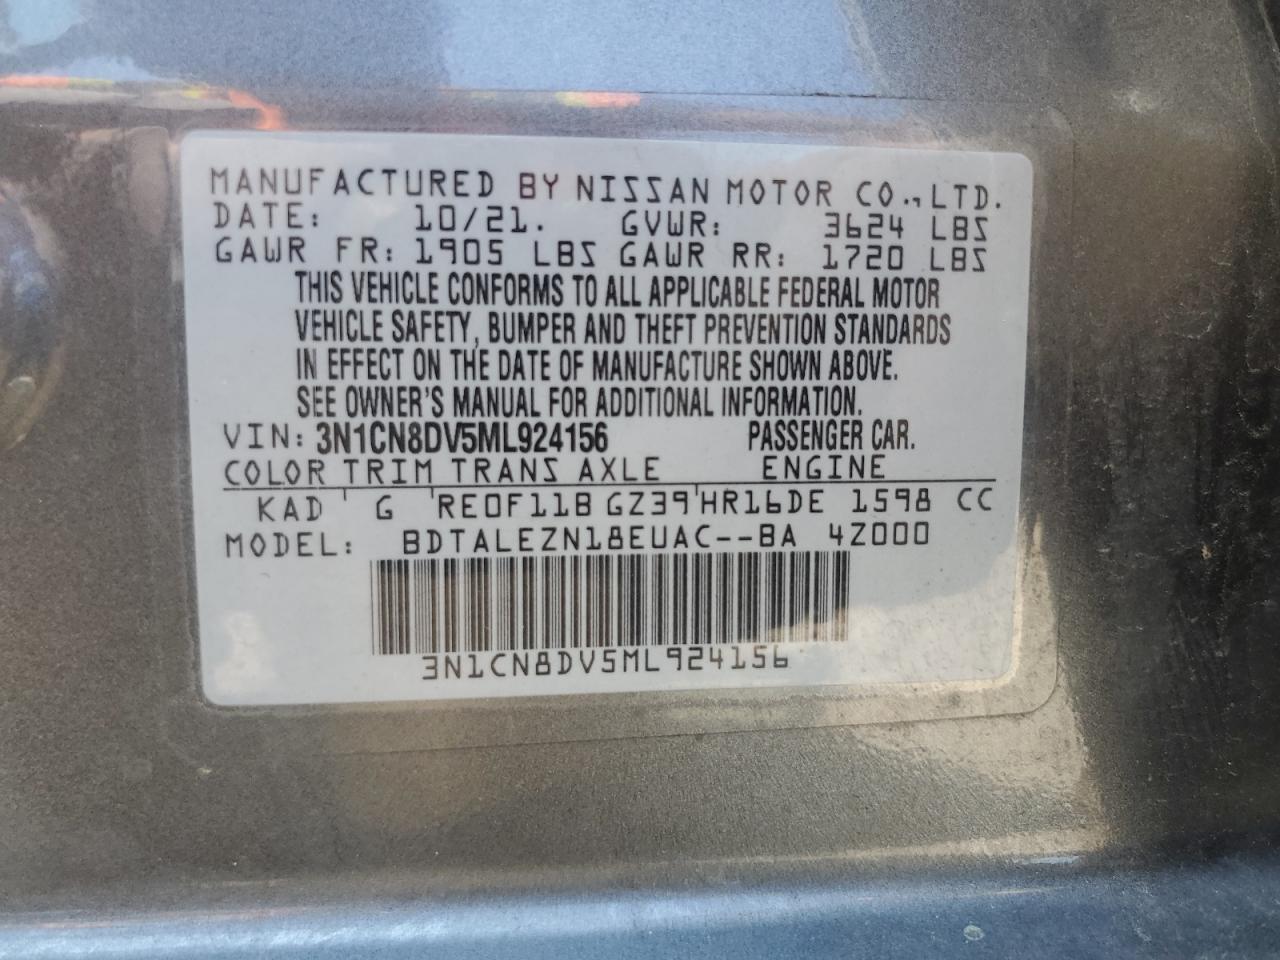 MANUFACTURED BY NISSAN MOTOR CO., LTD.
DATE: 10/21. GVWR: 3624 LBS
GAWR FR: 1905 LBS GAWR RR: 1720 LBS
THIS VEHICLE CONFORMS TO ALL APPLICABLE FEDERAL MOTOR
VEHICLE SAFETY, BUMPER AND THEFT PREVENTION STANDARDS
IN EFFECT ON THE DATE OF MANUFACTURE SHOWN ABOVE.
SEE OWNER'S MANUAL FOR ADDITIONAL INFORMATION.
VIN: 3N1CN8DV5ML924156 PASSENGER CAR.
COLOR TRIM TRANS AXLE ENGINE
KAD ' G ' RE0F11B GZ39 ' HR16DE 1598 CC
MODEL: BDTALEZN18EUAC--BA 4Z000
3N1CN8DV5ML924156